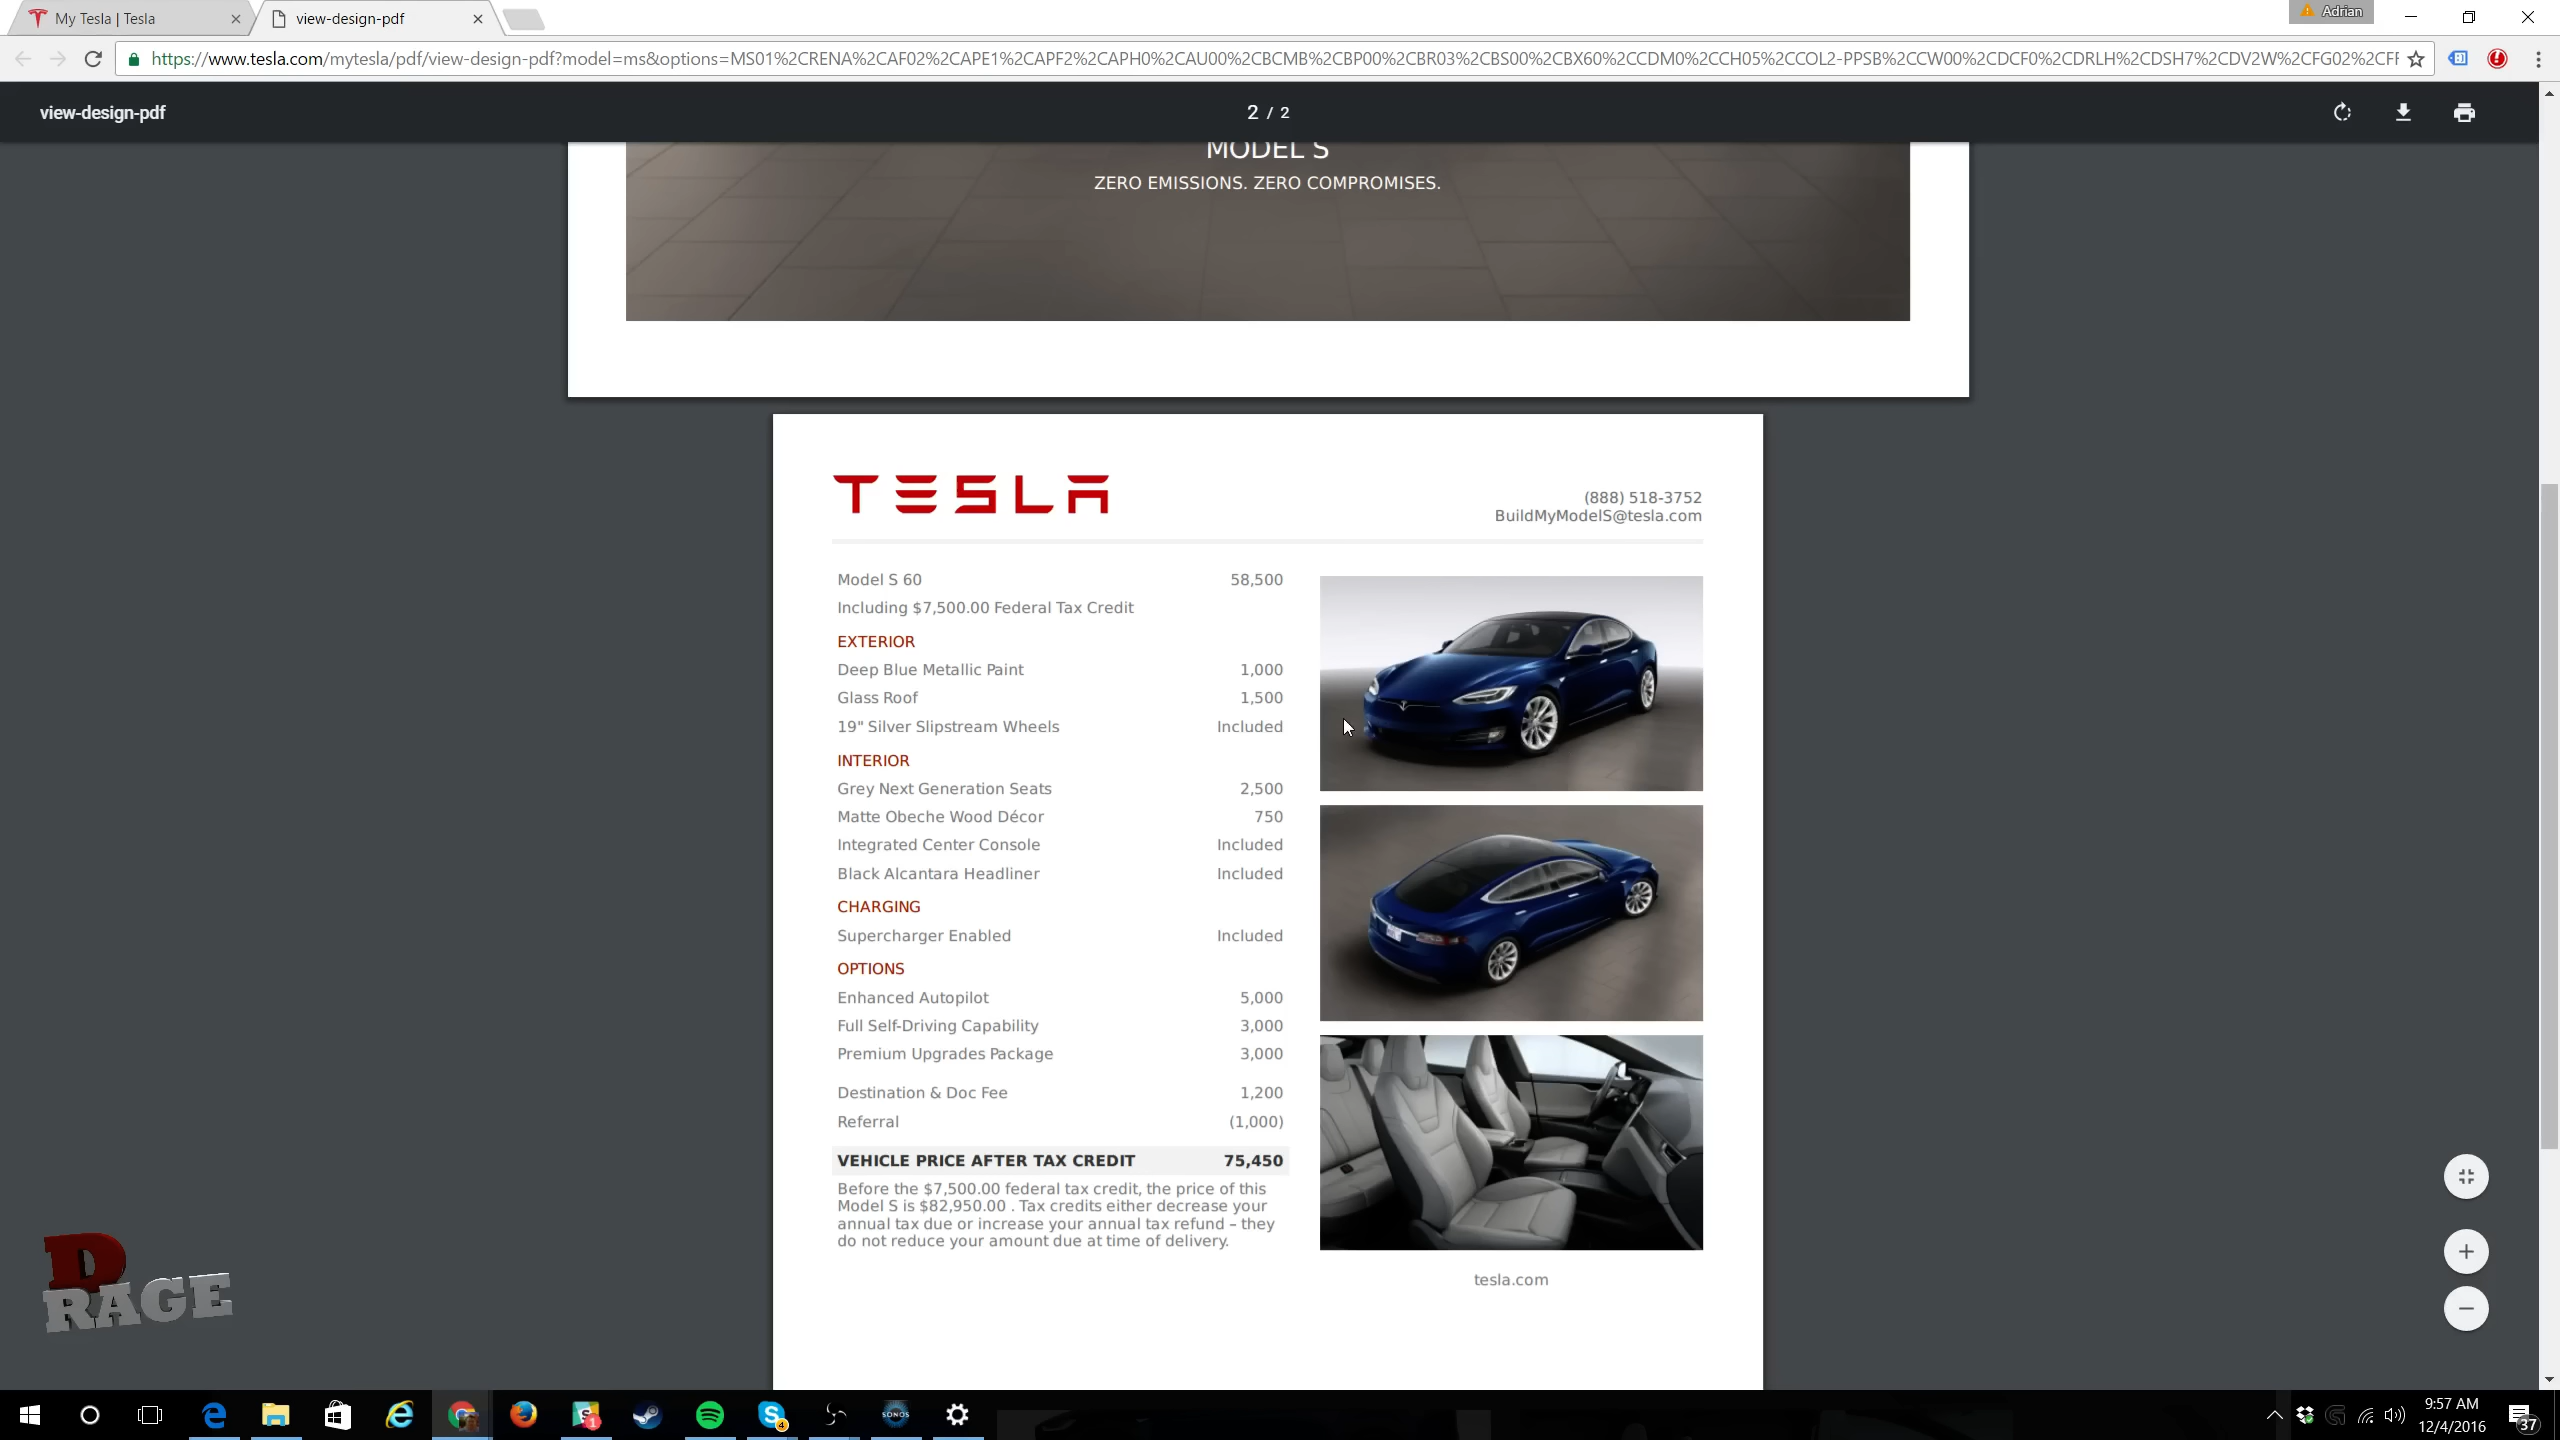 My Tesla | Tesla
view-design-pdf
Adrian
https://www.tesla.com/mytesla/pdf/view-design-pdf?model=ms&options=MS01%2CRENA%2CAF02%2CAPE1%2CAPF2%2CAPH0%2CAU00%2CBCMB%2CBP00%2CBR03%2CBS00%2CBX60%2CCDM0%2CCH05%2CCOL2-PPSB%2CCW00%2CDCF0%2CDRLH%2CDSH7%2CDV2W%2CFG02%2CFF
view-design-pdf
2 / 2
MODEL S
ZERO EMISSIONS. ZERO COMPROMISES.
TESLA
(888) 518-3752
BuildMyModelS@tesla.com
Model S 60 58,500
Including $7,500.00 Federal Tax Credit
EXTERIOR
Deep Blue Metallic Paint 1,000
Glass Roof 1,500
19" Silver Slipstream Wheels Included
INTERIOR
Grey Next Generation Seats 2,500
Matte Obeche Wood Décor 750
Integrated Center Console Included
Black Alcantara Headliner Included
CHARGING
Supercharger Enabled Included
OPTIONS
Enhanced Autopilot 5,000
Full Self-Driving Capability 3,000
Premium Upgrades Package 3,000
Destination & Doc Fee 1,200
Referral (1,000)
VEHICLE PRICE AFTER TAX CREDIT 75,450
Before the $7,500.00 federal tax credit, the price of this
Model S is $82,950.00 . Tax credits either decrease your
annual tax due or increase your annual tax refund – they
do not reduce your amount due at time of delivery.
tesla.com
D
RAGE
SONOS
1
4
9:57 AM
12/4/2016
37